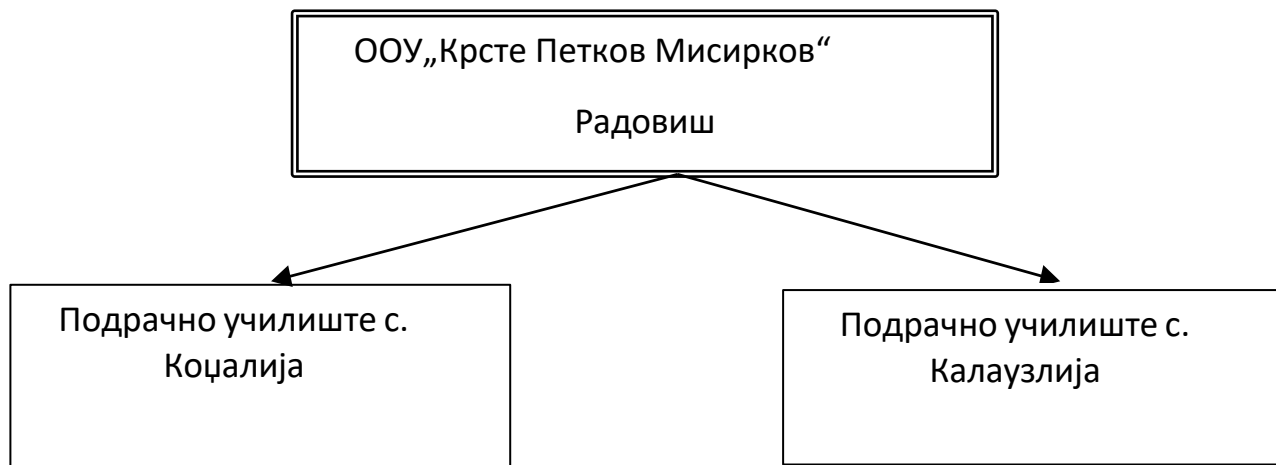 ООУ„Крсте Петков Мисирков“
Радовиш
Подрачно училиште с.
Коџалија
Подрачно училиште с.
Калаузлија